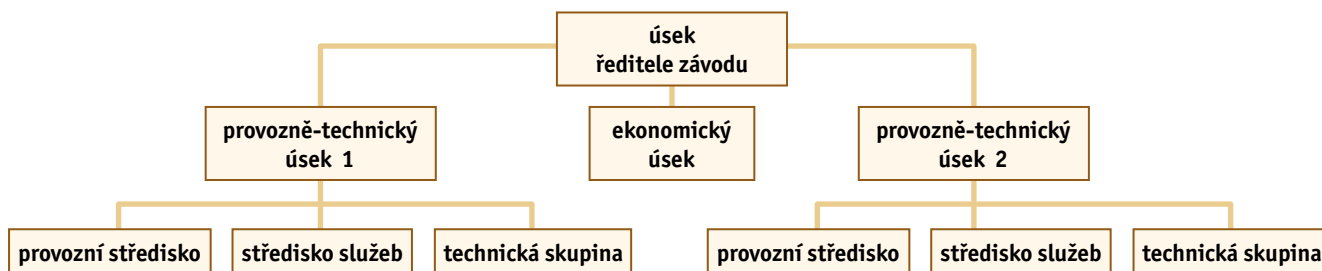 úsek
ředitele závodu
provozně-technický
úsek 1
ekonomický
úsek
provozně-technický
úsek 2
provozní středisko
středisko služeb
technická skupina
provozní středisko
středisko služeb
technická skupina